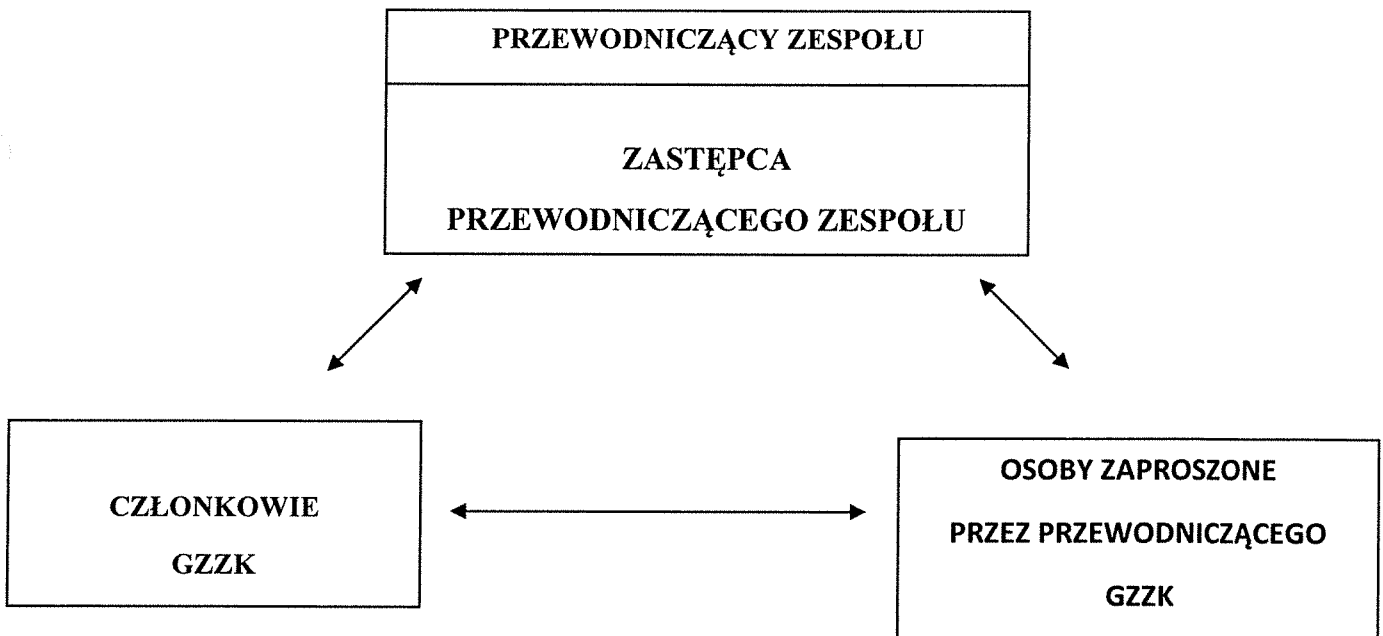 PRZEWODNICZĄCY ZESPOŁU
ZASTĘPCA
PRZEWODNICZĄCEGO ZESPOŁU
CZŁONKOWIE
GZZK
OSOBY ZAPROSZONE
PRZEZ PRZEWODNICZĄCEGO
GZZK